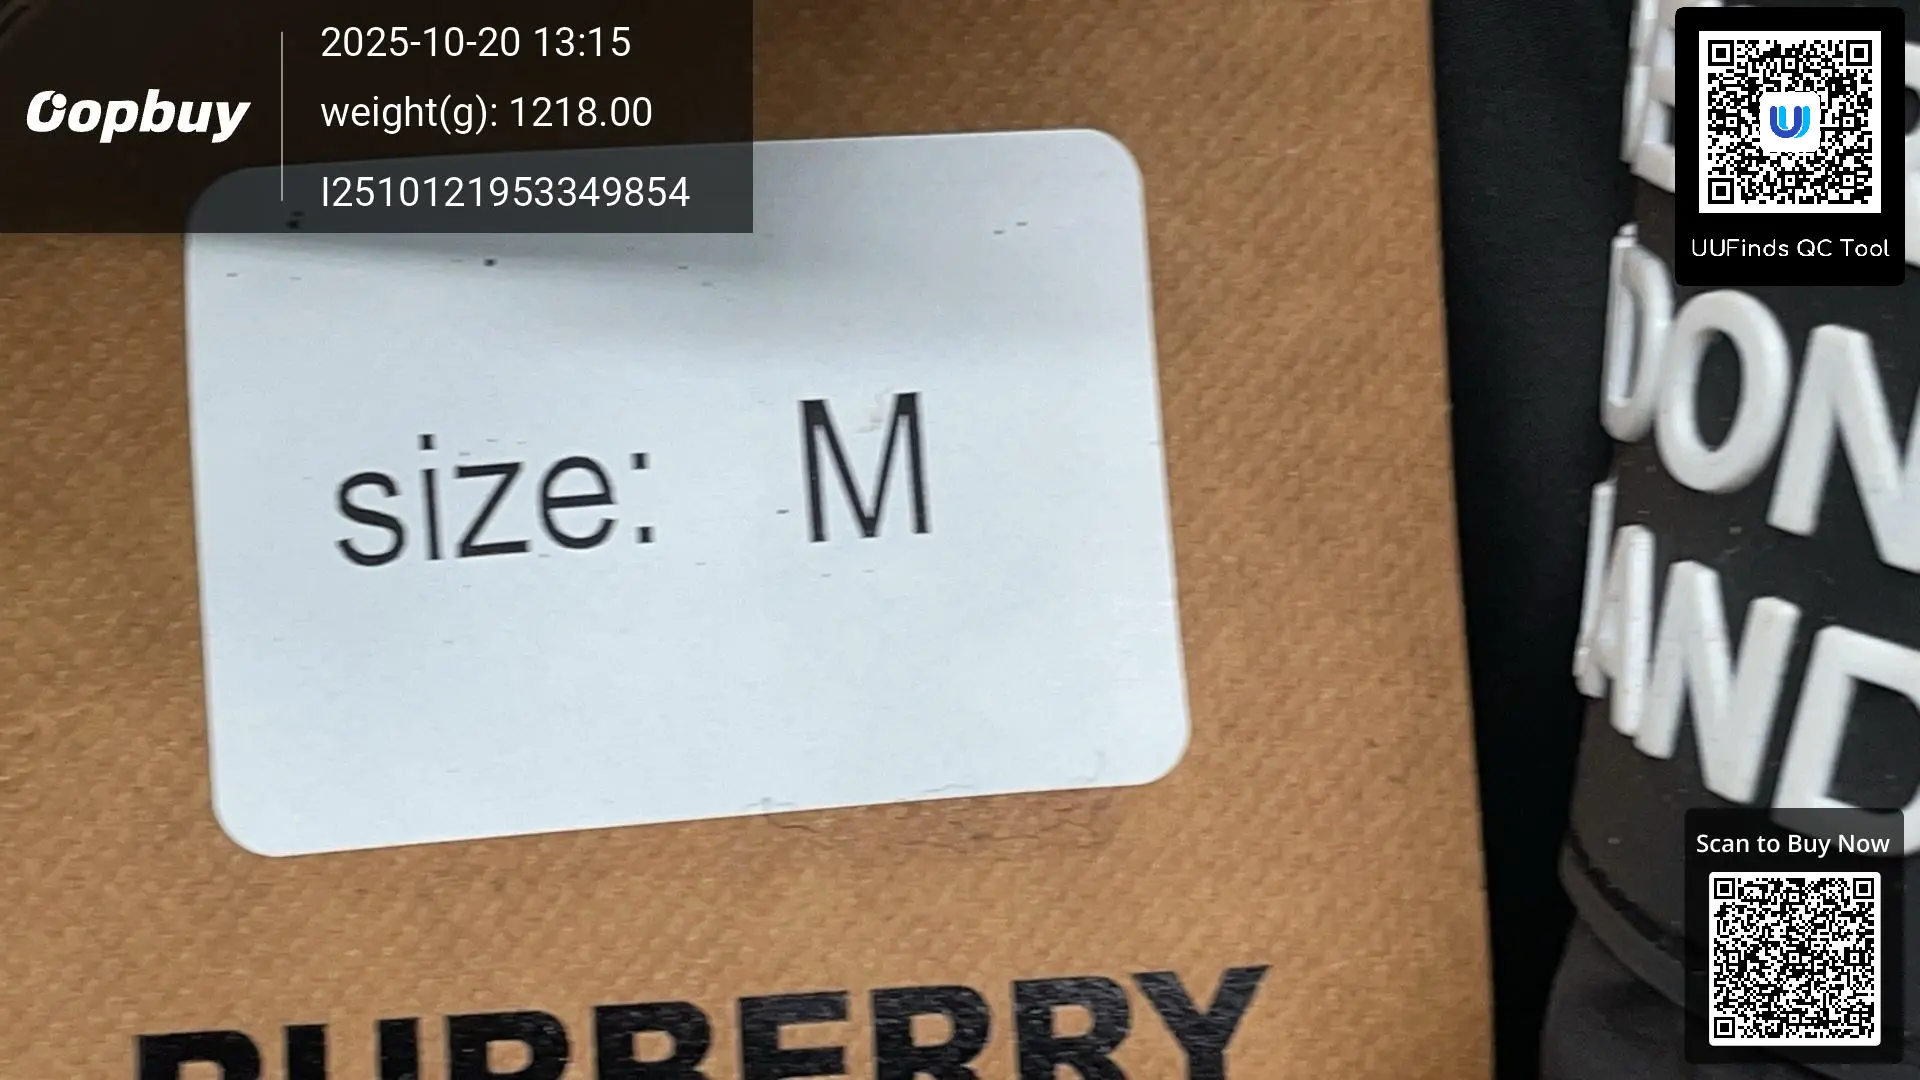 Oopbuy
2025-10-20 13:15
weight(g): 1218.00
I2510121953349854
UUFinds QC Tool
size: M
DON
AND
Scan to Buy Now
BURBERRY